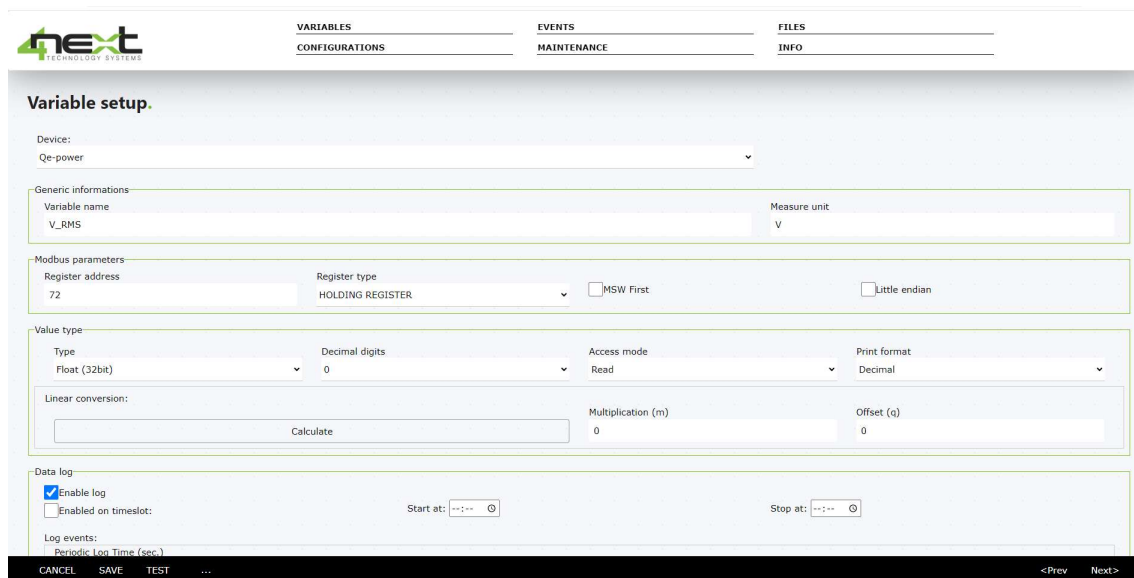 4next
TECHNOLOGY SYSTEMS
VARIABLES EVENTS FILES
CONFIGURATIONS MAINTENANCE INFO
Variable setup.
Device:
Qe-power
Generic informations
Variable name Measure unit
V_RMS V
Modbus parameters
Register address Register type
72 HOLDING REGISTER MSW First Little endian
Value type
Type Decimal digits Access mode Print format
Float (32bit) 0 Read Decimal
Linear conversion:
Multiplication (m) Offset (q)
Calculate 0 0
Data log
Enable log
Enabled on timeslot: Start at: --:-- Stop at: --:--
Log events:
Periodic Log Time (sec.)
CANCEL SAVE TEST ... <Prev Next>